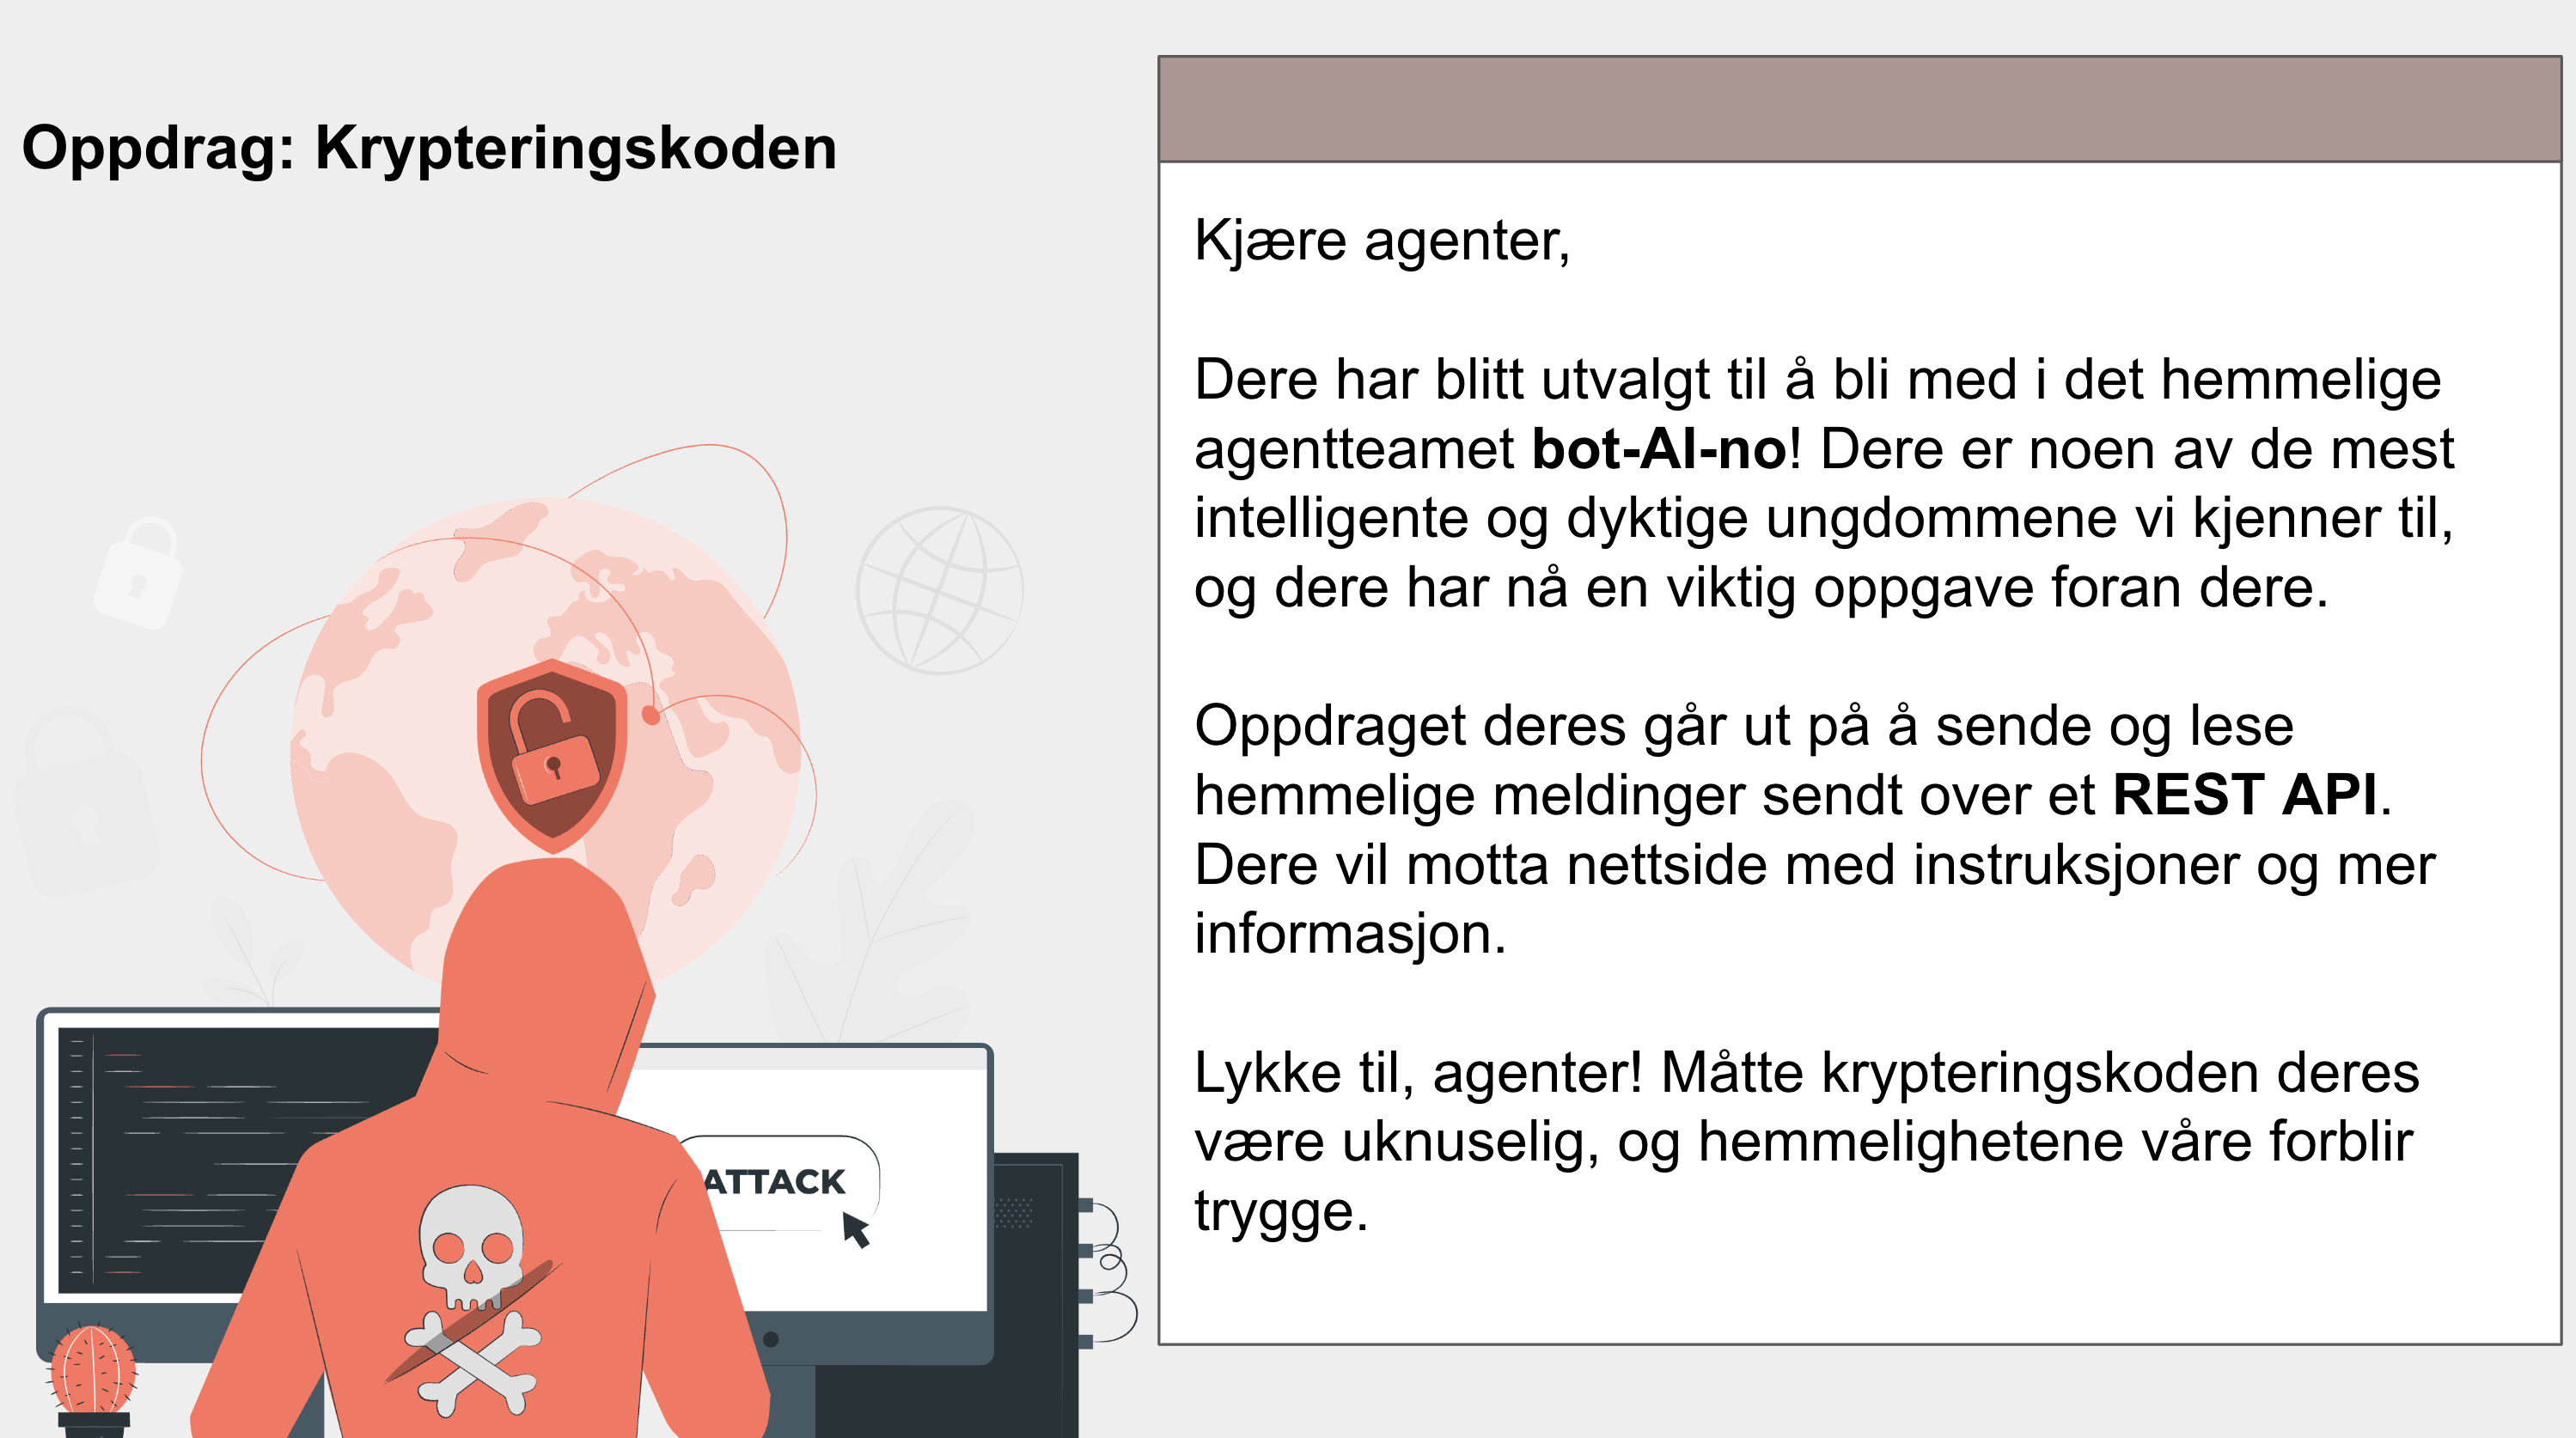 Oppdrag: Krypteringskoden
Kjære agenter,
Dere har blitt utvalgt til å bli med i det hemmelige
agentteamet bot-AI-no! Dere er noen av de mest
intelligente og dyktige ungdommene vi kjenner til,
og dere har nå en viktig oppgave foran dere.
Oppdraget deres går ut på å sende og lese
hemmelige meldinger sendt over et REST API.
Dere vil motta nettside med instruksjoner og mer
informasjon.
Lykke til, agenter! Måtte krypteringskoden deres
være uknuselig, og hemmelighetene våre forblir
trygge.
ATTACK